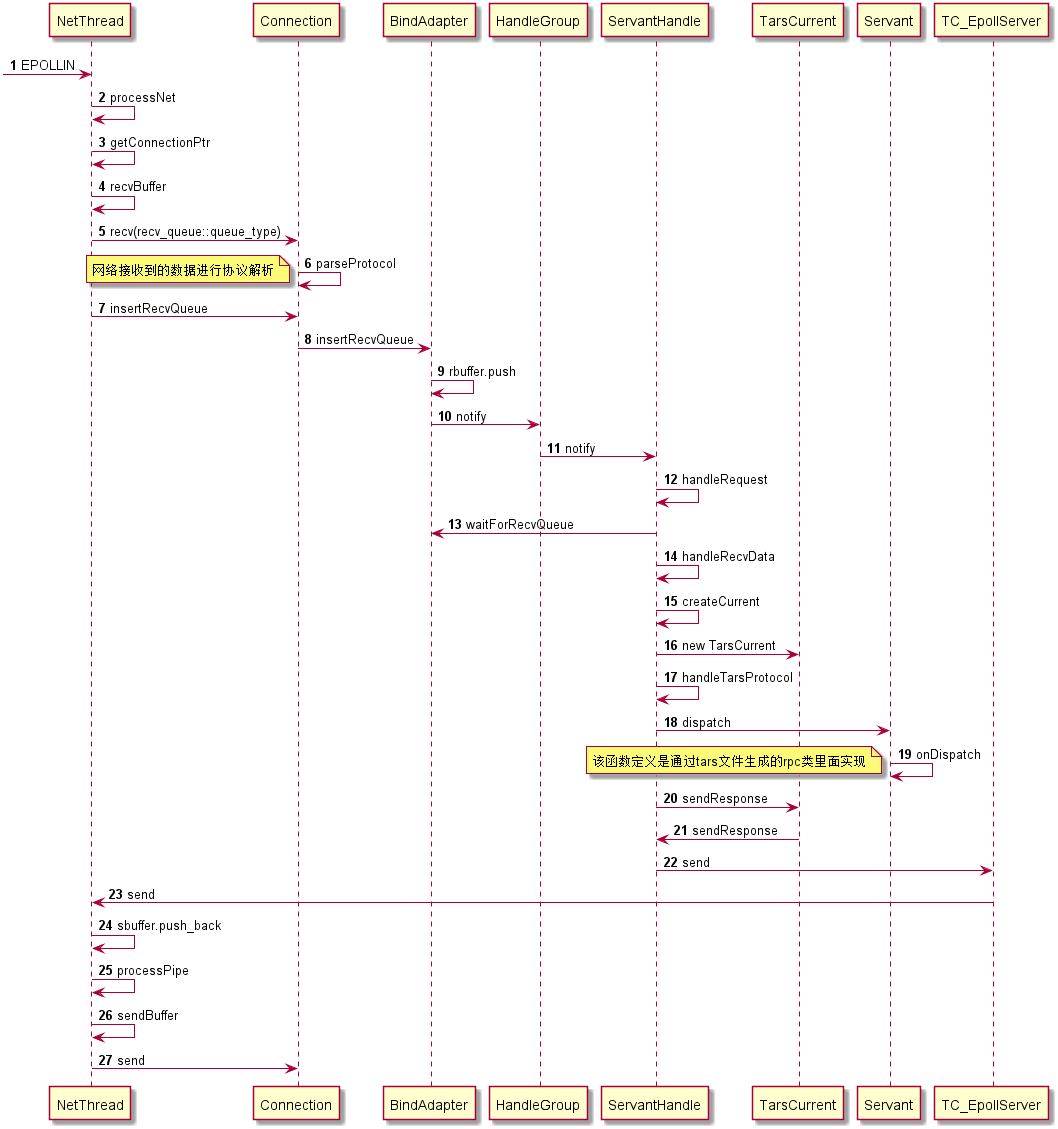 NetThread Connection BindAdapter HandleGroup ServantHandle TarsCurrent Servant TC_EpollServer
1 EPOLLIN
2 processNet
3 getConnectionPtr
4 recvBuffer
5 recv(recv_queue::queue_type)
网络接收到的数据进行协议解析 6 parseProtocol
7 insertRecvQueue
8 insertRecvQueue
9 rbuffer.push
10 notify
11 notify
12 handleRequest
13 waitForRecvQueue
14 handleRecvData
15 createCurrent
16 new TarsCurrent
17 handleTarsProtocol
18 dispatch
该函数定义是通过tars文件生成的rpc类里面实现 19 onDispatch
20 sendResponse
21 sendResponse
22 send
23 send
24 sbuffer.push_back
25 processPipe
26 sendBuffer
27 send
NetThread Connection BindAdapter HandleGroup ServantHandle TarsCurrent Servant TC_EpollServer